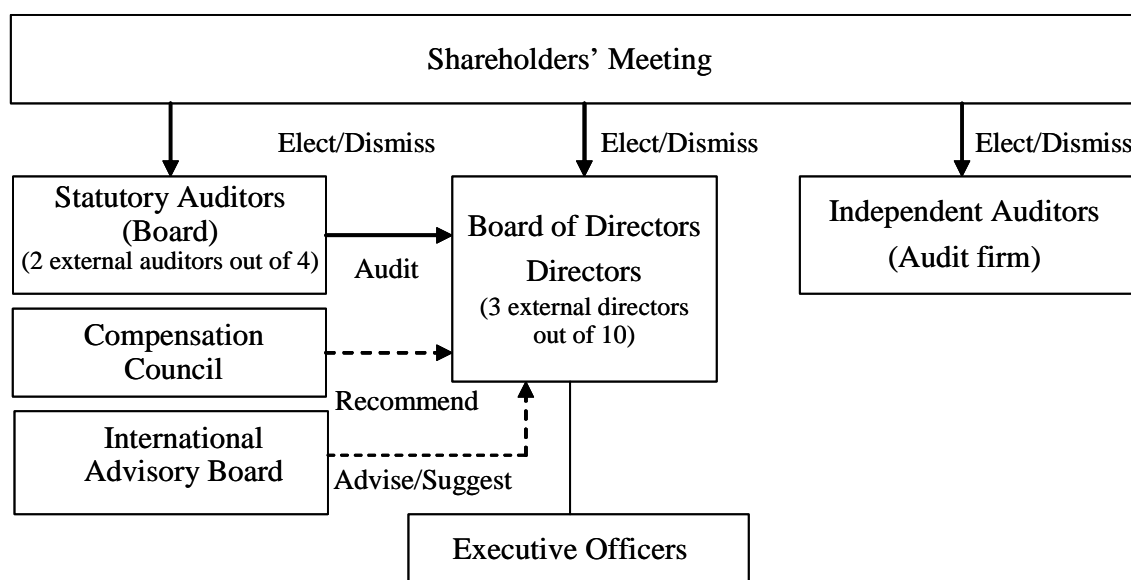 Shareholders’ Meeting
Elect/Dismiss
Elect/Dismiss
Elect/Dismiss
Statutory Auditors
(Board)
(2 external auditors out of 4)
Audit
Board of Directors
Directors
(3 external directors
out of 10)
Independent Auditors
(Audit firm)
Compensation
Council
Recommend
International
Advisory Board
Advise/Suggest
Executive Officers